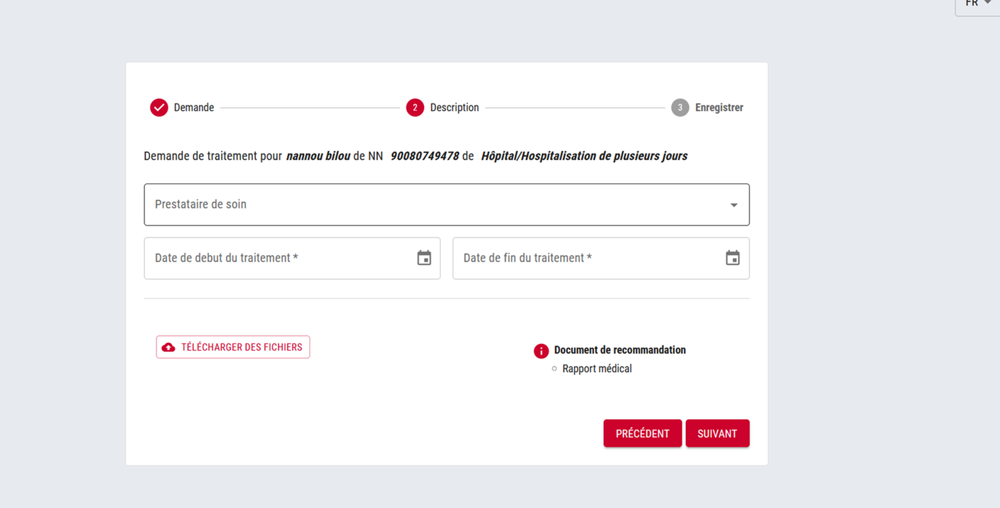 FR
Demande
2 Description
3 Enregistrer
Demande de traitement pour nannou bilou de NN 90080749478 de Hôpital/Hospitalisation de plusieurs jours
Prestataire de soin
Date de debut du traitement *
Date de fin du traitement *
TÉLÉCHARGER DES FICHIERS
Document de recommandation
Rapport médical
PRÉCÉDENT
SUIVANT